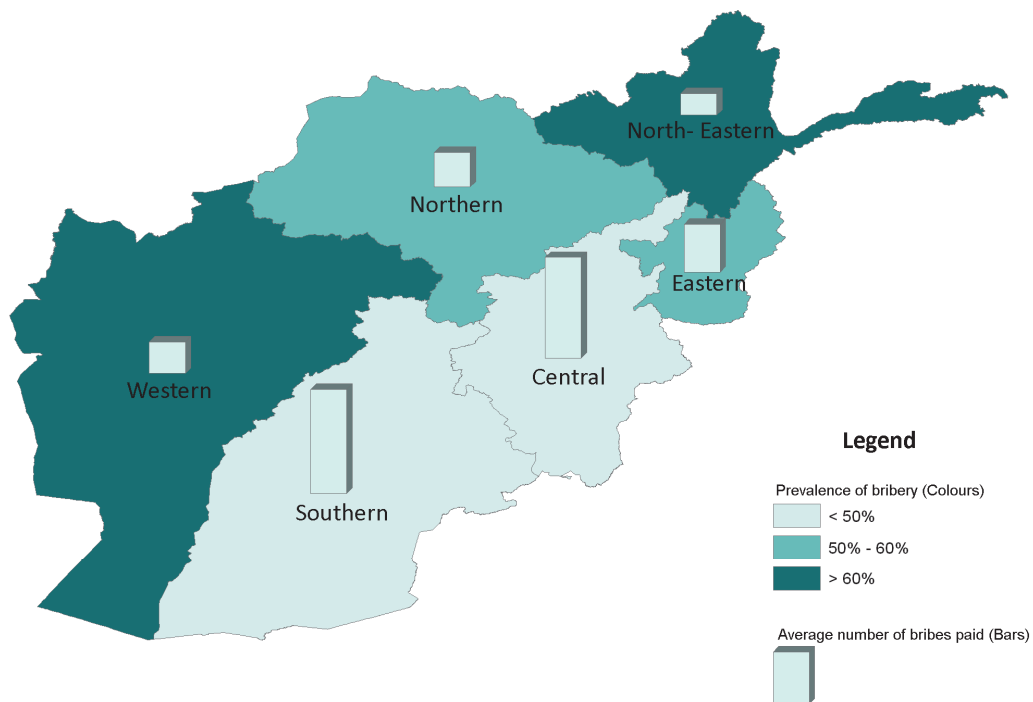 North- Eastern
Northern
Eastern
Central
Western
Southern
Legend
Prevalence of bribery (Colours)
< 50%
50% - 60%
> 60%
Average number of bribes paid (Bars)